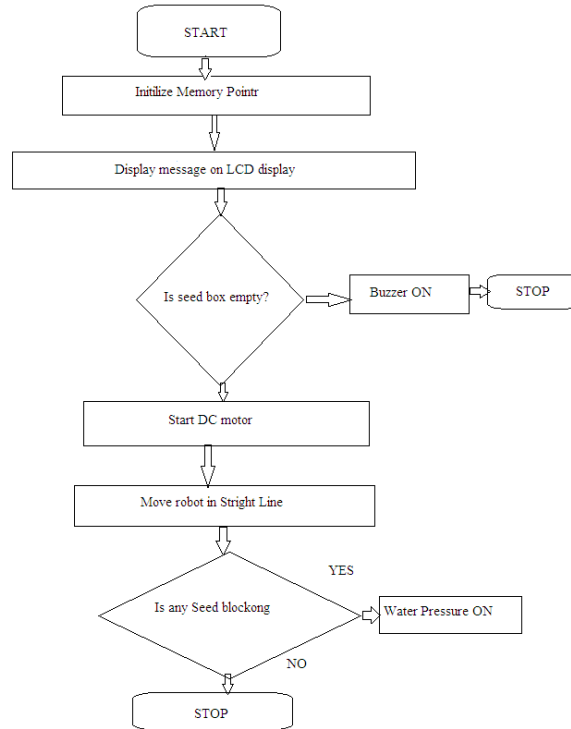 START
Initilize Memory Pointr
Display message on LCD display
Is seed box empty?
Buzzer ON
STOP
Start DC motor
Move robot in Stright Line
YES
Is any Seed blockong
Water Pressure ON
NO
STOP